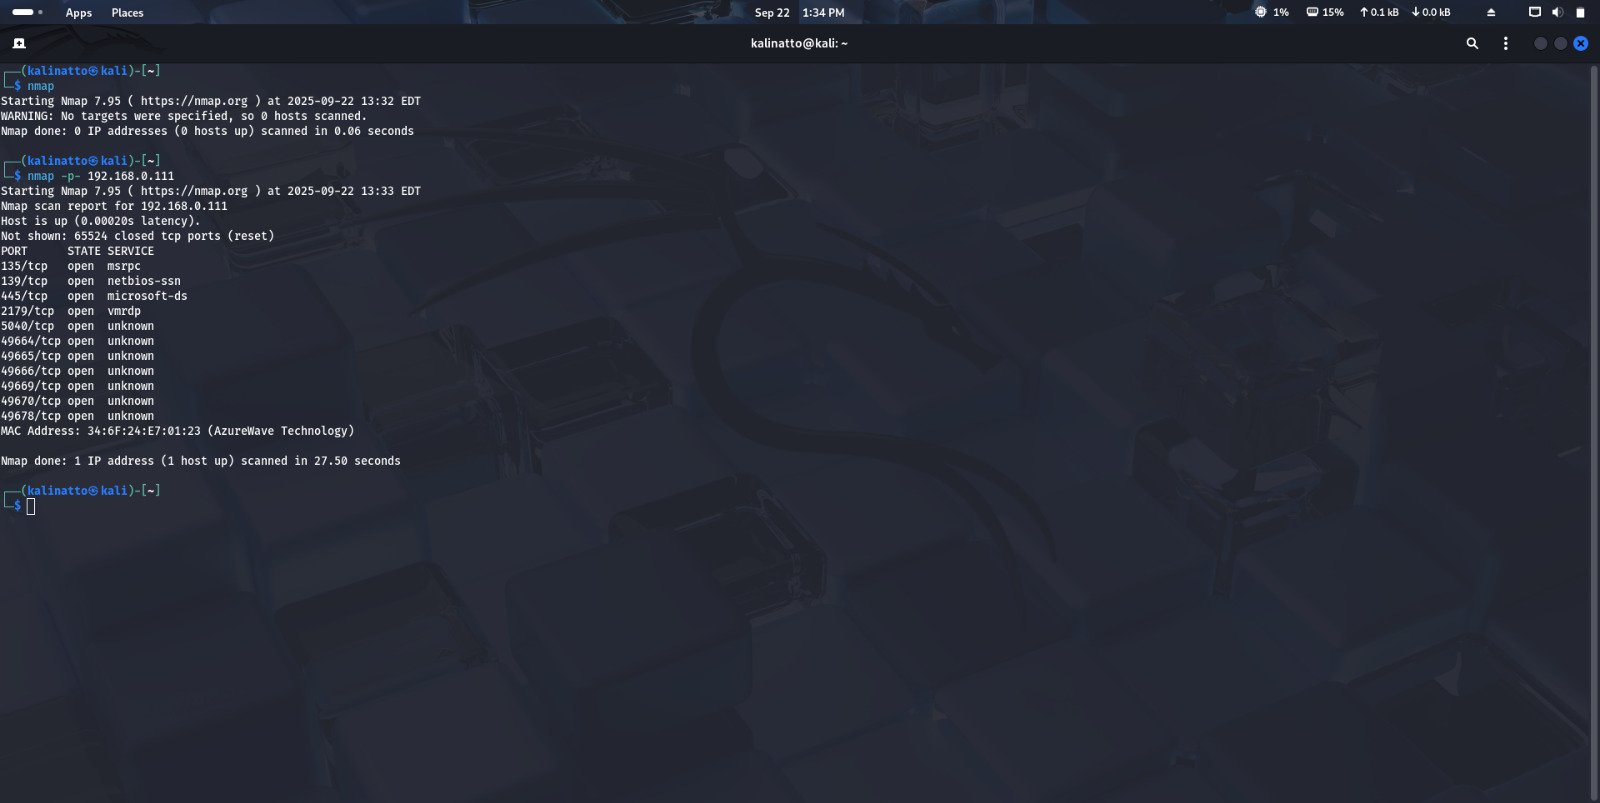 Apps Places Sep 22 1:34 PM 1% 15% ↑0.1 kB ↓0.0 kB
kalinatto@kali: ~
┌──(kalinatto㉿kali)-[~]
└─$ nmap
Starting Nmap 7.95 ( https://nmap.org ) at 2025-09-22 13:32 EDT
WARNING: No targets were specified, so 0 hosts scanned.
Nmap done: 0 IP addresses (0 hosts up) scanned in 0.06 seconds
┌──(kalinatto㉿kali)-[~]
└─$ nmap -p- 192.168.0.111
Starting Nmap 7.95 ( https://nmap.org ) at 2025-09-22 13:33 EDT
Nmap scan report for 192.168.0.111
Host is up (0.00020s latency).
Not shown: 65524 closed tcp ports (reset)
PORT STATE SERVICE
135/tcp open msrpc
139/tcp open netbios-ssn
445/tcp open microsoft-ds
2179/tcp open vmrdp
5040/tcp open unknown
49664/tcp open unknown
49665/tcp open unknown
49666/tcp open unknown
49669/tcp open unknown
49670/tcp open unknown
49678/tcp open unknown
MAC Address: 34:6F:24:E7:01:23 (AzureWave Technology)
Nmap done: 1 IP address (1 host up) scanned in 27.50 seconds
┌──(kalinatto㉿kali)-[~]
└─$